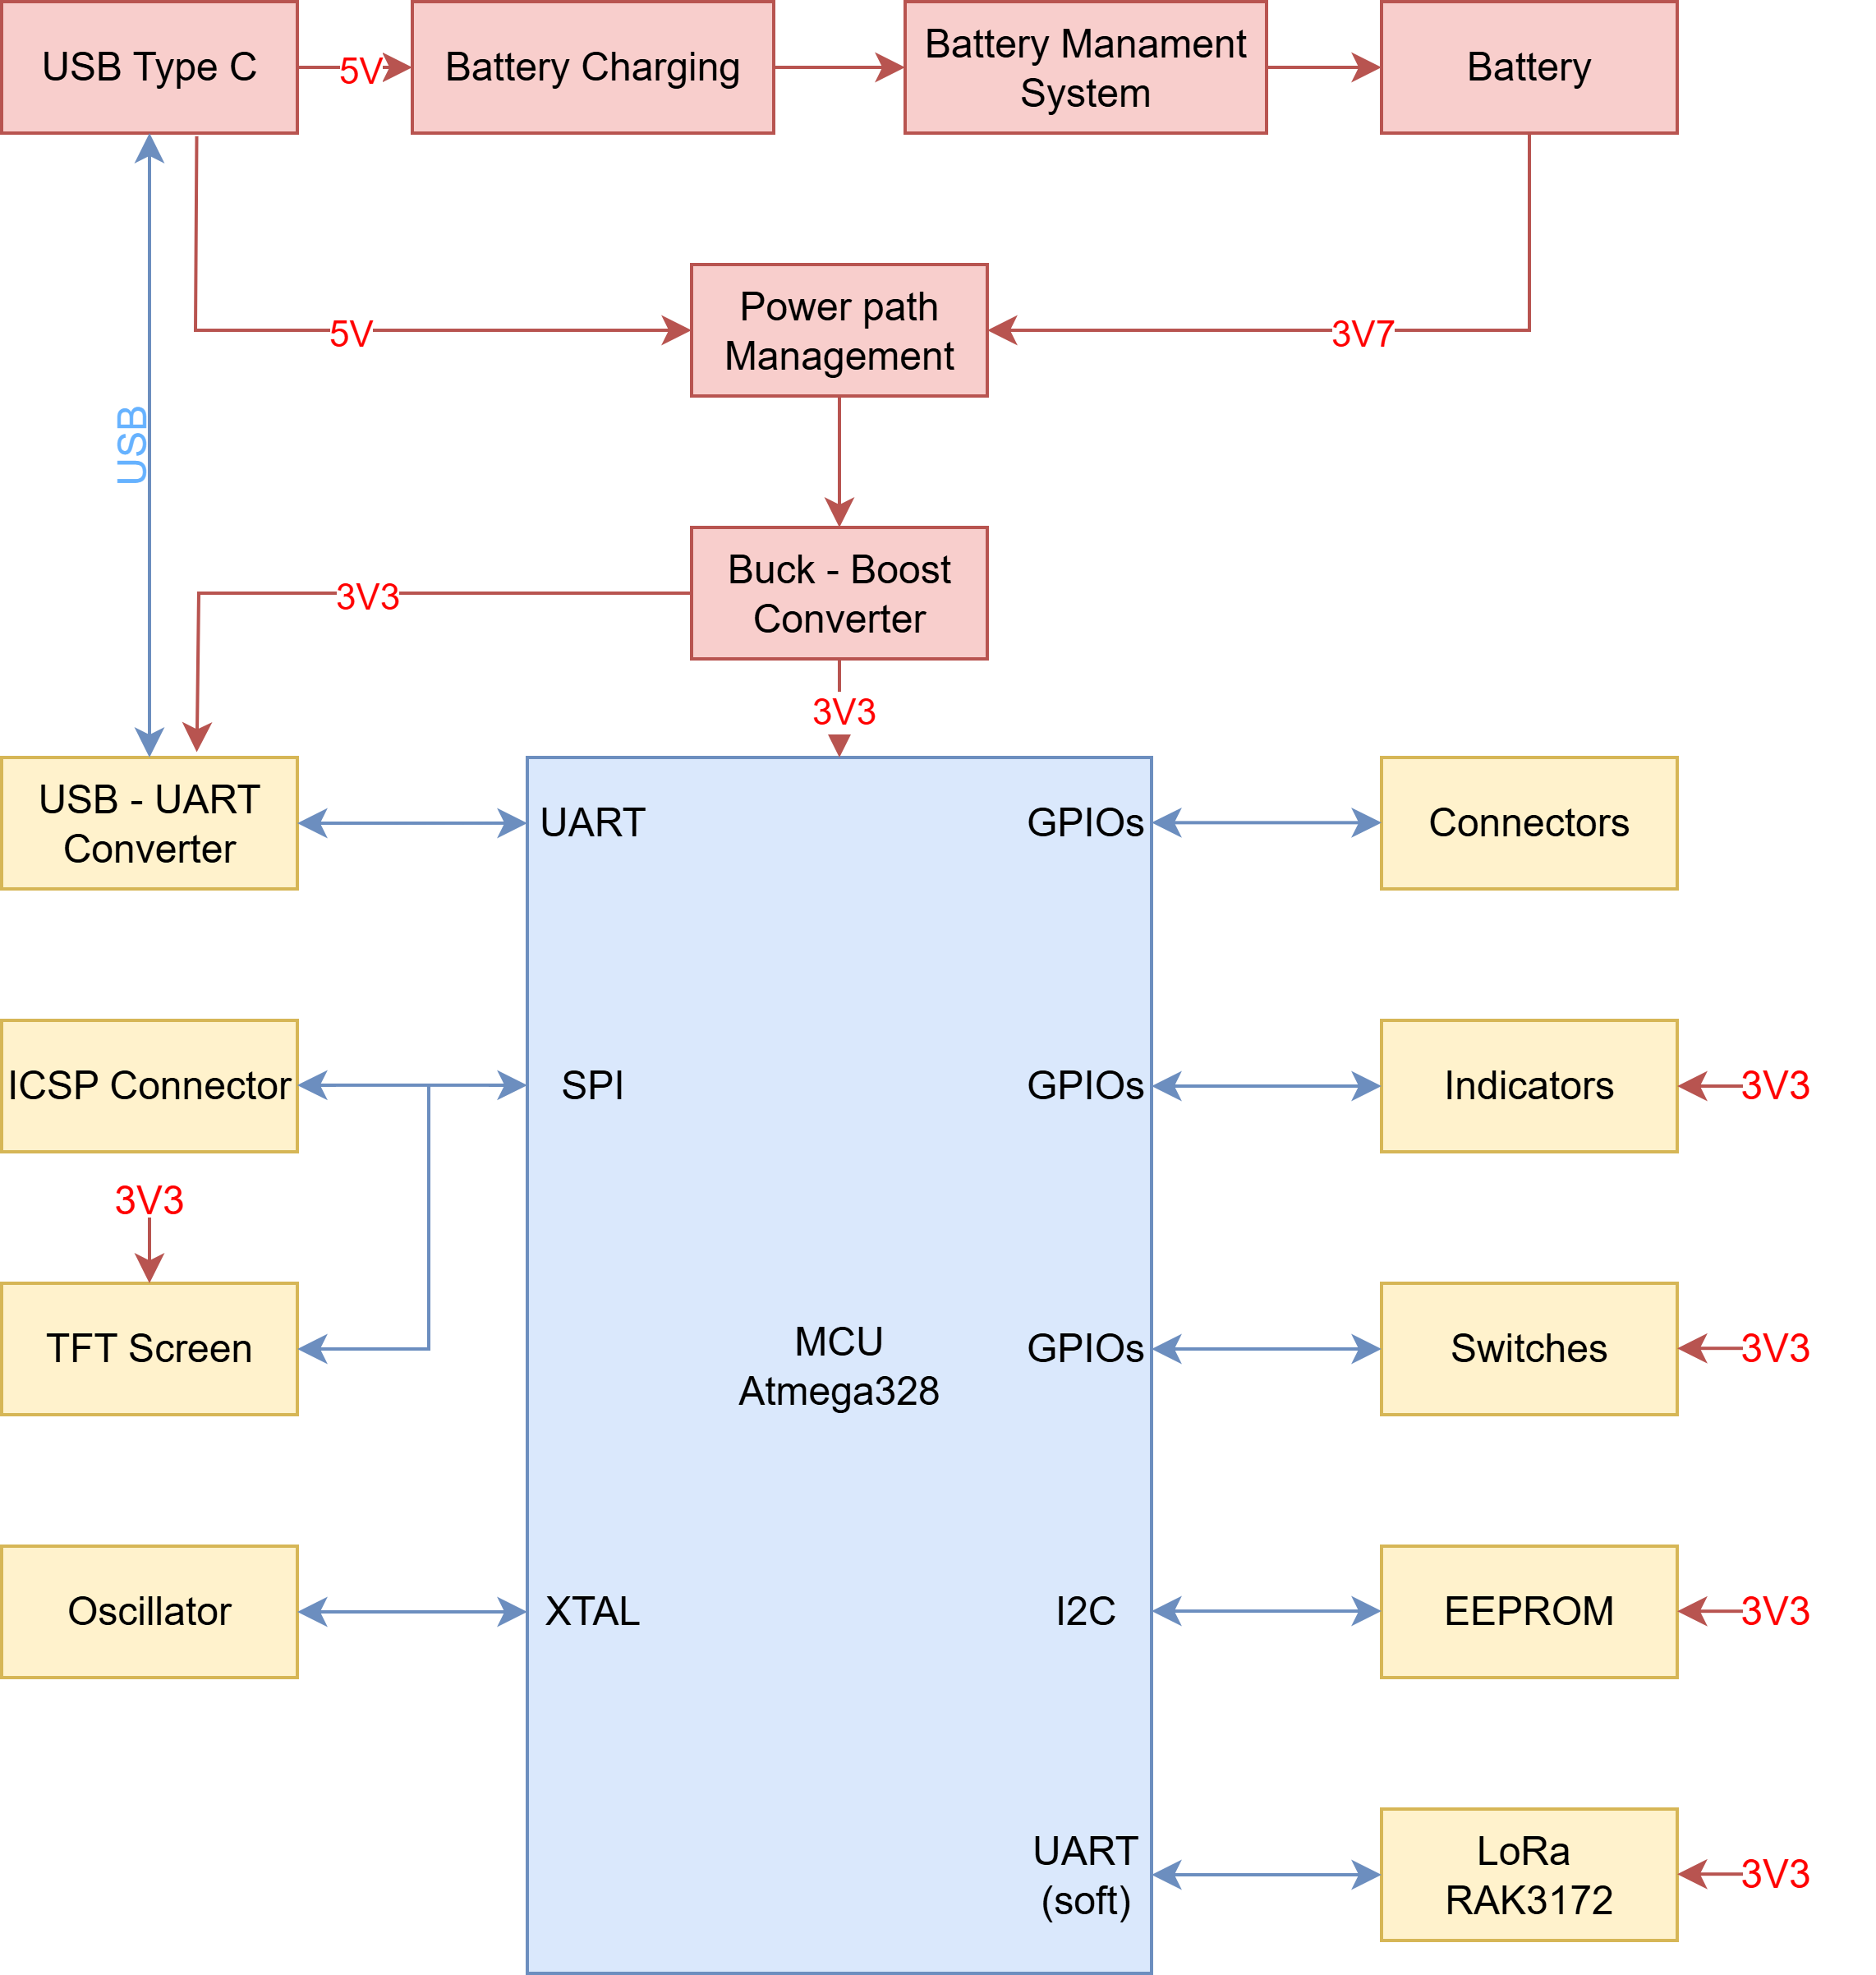 USB Type C
5V
Battery Charging
Battery Manament
System
Battery
5V
Power path
Management
3V7
USB
Buck - Boost
Converter
3V3
3V3
USB - UART
Converter
UART
GPIOs
Connectors
ICSP Connector
SPI
GPIOs
Indicators
3V3
3V3
TFT Screen
MCU
Atmega328
GPIOs
Switches
3V3
Oscillator
XTAL
I2C
EEPROM
3V3
UART
(soft)
LoRa
RAK3172
3V3